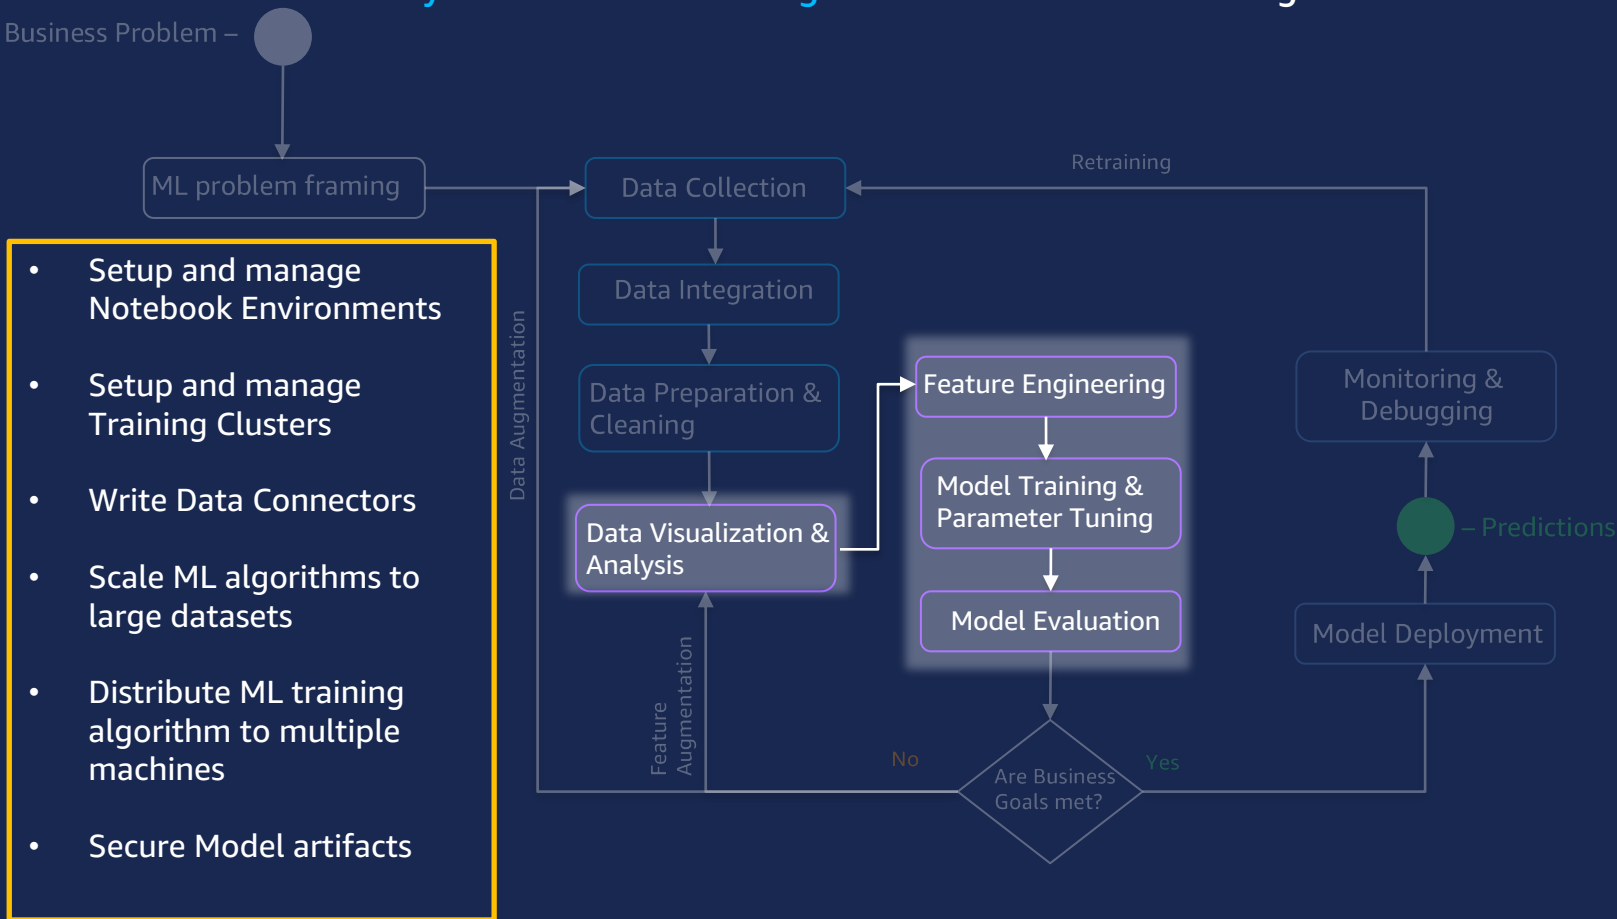 Business Problem –
ML problem framing
Data Collection
Retraining
• Setup and manage
Notebook Environments
• Setup and manage
Training Clusters
• Write Data Connectors
• Scale ML algorithms to
large datasets
• Distribute ML training
algorithm to multiple
machines
• Secure Model artifacts
Data Augmentation
Data Integration
Data Preparation &
Cleaning
Data Visualization &
Analysis
Feature
Augmentation
Feature Engineering
Model Training &
Parameter Tuning
Model Evaluation
No
Are Business
Goals met?
Yes
Monitoring &
Debugging
– Predictions
Model Deployment